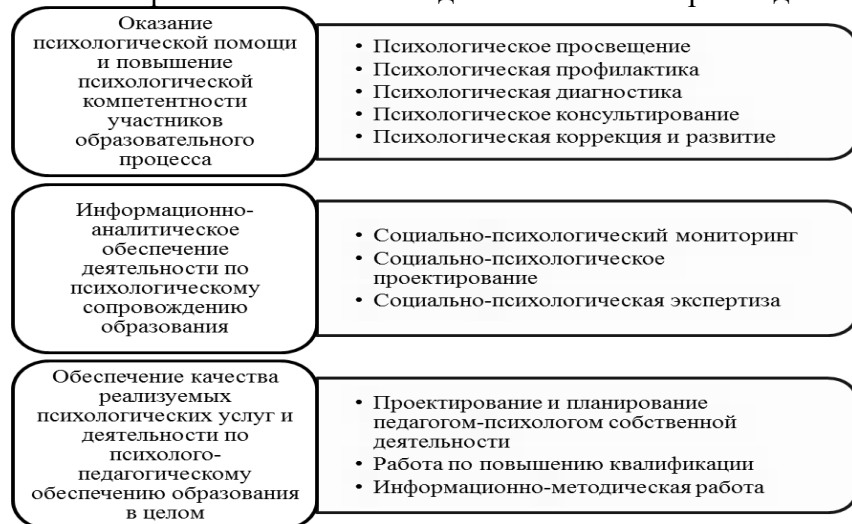 Оказание
психологической помощи
и повышение
психологической
компетентности
участников
образовательного
процесса
• Психологическое просвещение
• Психологическая профилактика
• Психологическая диагностика
• Психологическое консультирование
• Психологическая коррекция и развитие
Информационно-
аналитическое
обеспечение
деятельности по
психологическому
сопровождению
образования
• Социально-психологический мониторинг
• Социально-психологическое
проектирование
• Социально-психологическая экспертиза
Обеспечение качества
реализуемых
психологических услуг и
деятельности по
психолого-
педагогическому
обеспечению образования
в целом
• Проектирование и планирование
педагогом-психологом собственной
деятельности
• Работа по повышению квалификации
• Информационно-методическая работа